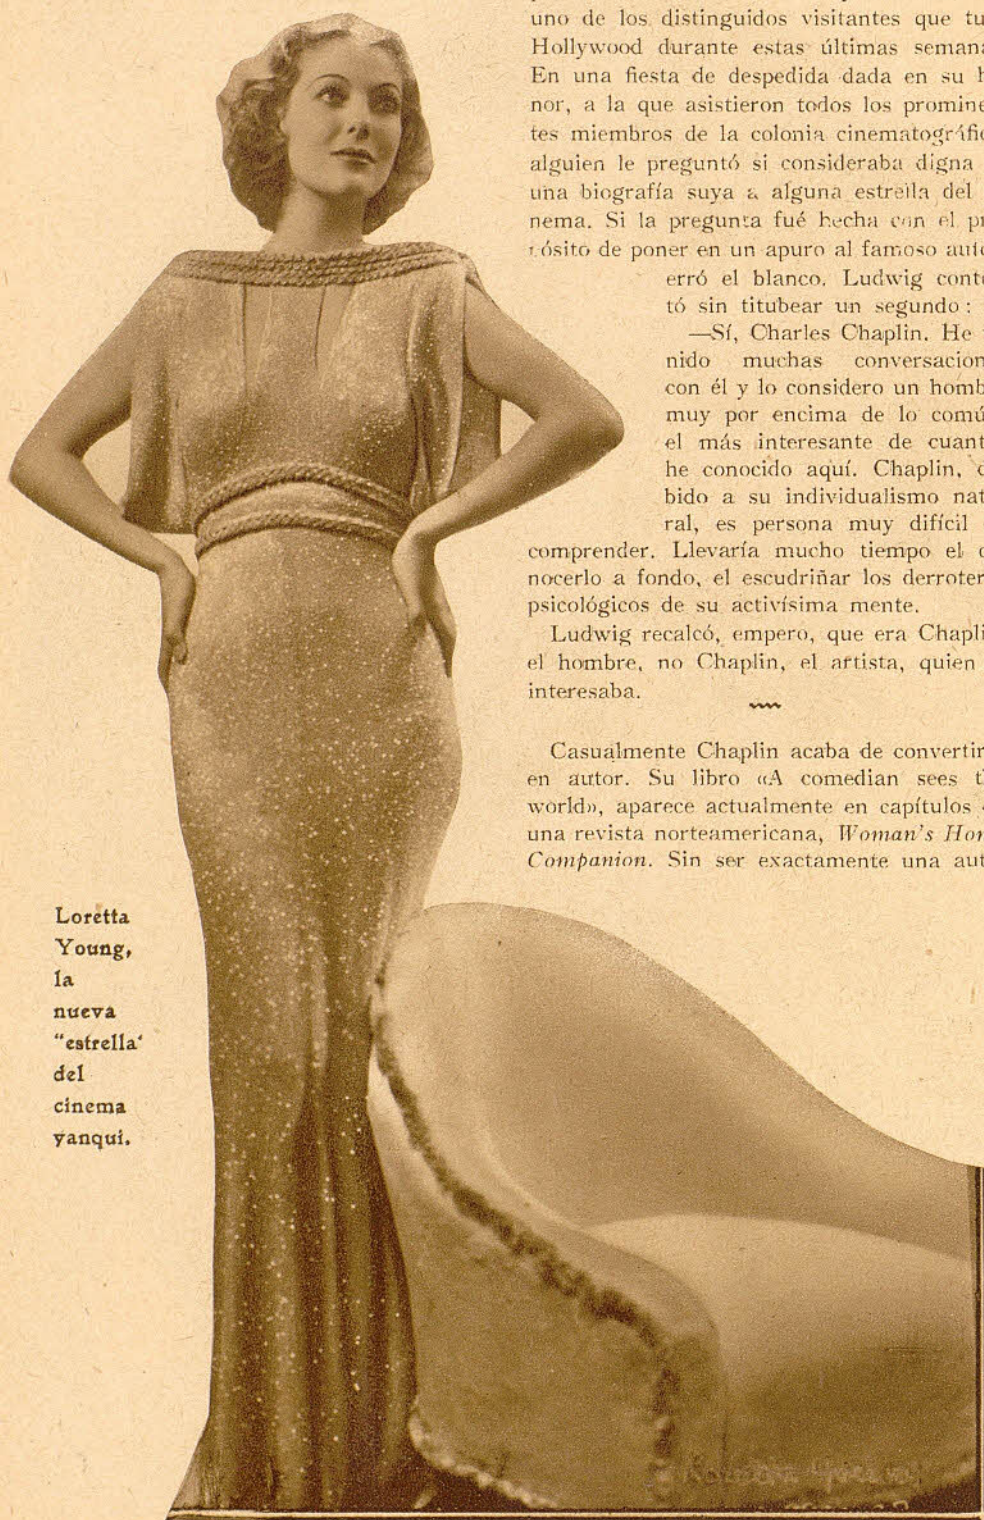 uno de los distinguidos visitantes que tu
Hollywood durante estas últimas semana
En una fiesta de despedida dada en su h
nor, a la que asistieron todos los promine
tes miembros de la colonia cinematográfic
alguien le preguntó si consideraba digna
una biografía suya a alguna estrella del
nema. Si la pregunta fué hecha con el pr
ósito de poner en un apuro al famoso auto
erró el blanco. Ludwig conte
tó sin titubear un segundo:
—Sí, Charles Chaplin. He
nido muchas conversacion
con él y lo considero un homb
muy por encima de lo comú
el más interesante de cuant
he conocido aquí. Chaplin, d
bido a su individualismo nat
ral, es persona muy difícil
comprender. Llevaría mucho tiempo el c
nocerlo a fondo, el escudriñar los derroter
psicológicos de su activísima mente.
Ludwig recalcó, empero, que era Chapli
el hombre, no Chaplin, el artista, quien
interesaba.
Casualmente Chaplin acaba de convertir
en autor. Su libro «A comedian sees t
world», aparece actualmente en capítulos
una revista norteamericana, Woman's Hom
Companion. Sin ser exactamente una aut
Loretta
Young,
la
nueva
"estrella"
del
cinema
yanqui.